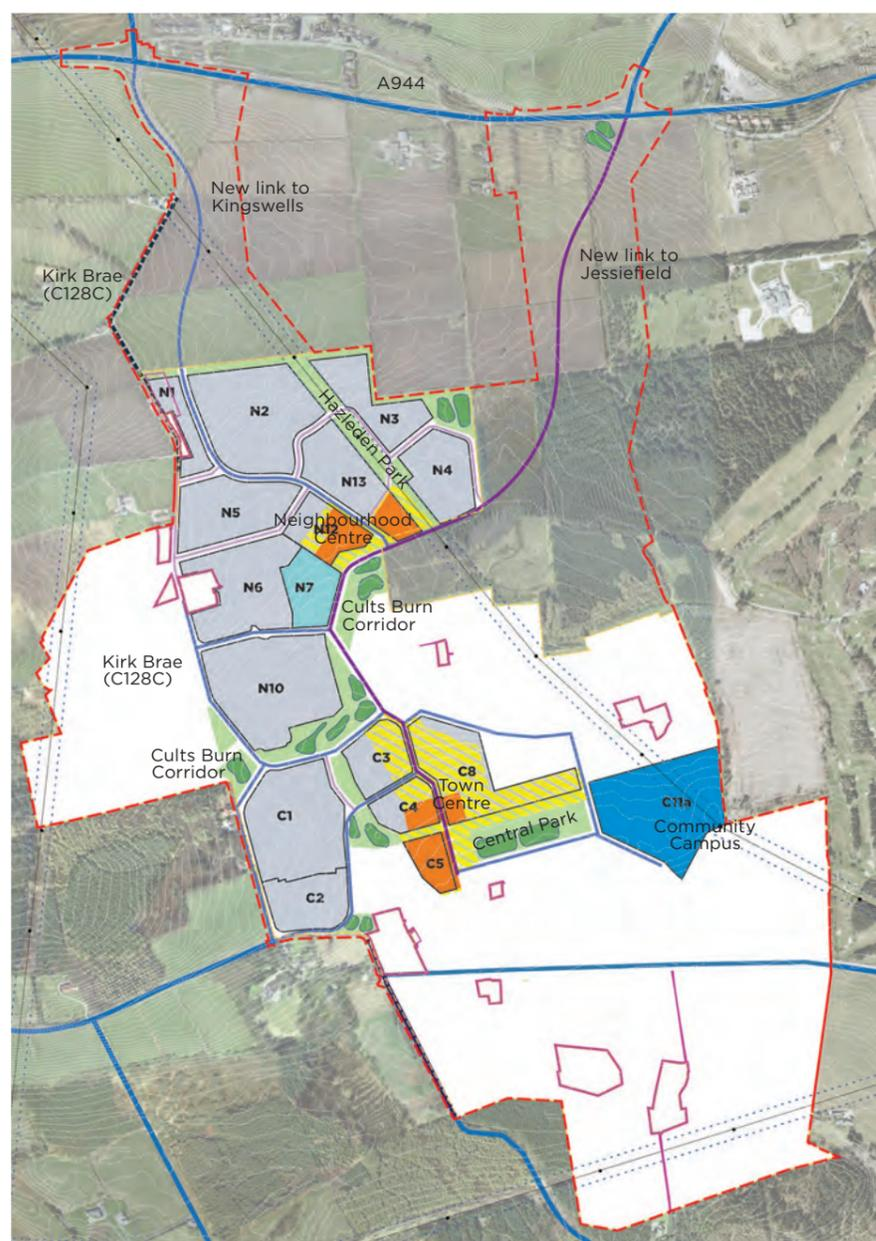 A944
New link to
Kingswells
New link to
Jessiefield
Kirk Brae
(C128C)
N1
N2
N3
Hazleden Park
N4
N13
N5
Neighbourhood
Centre
N12
N6
N7
Cults Burn
Corridor
Kirk Brae
(C128C)
N10
Cults Burn
Corridor
C3
C8
Town
Centre
C4
C11a
Community
Campus
C1
Central Park
C5
C2